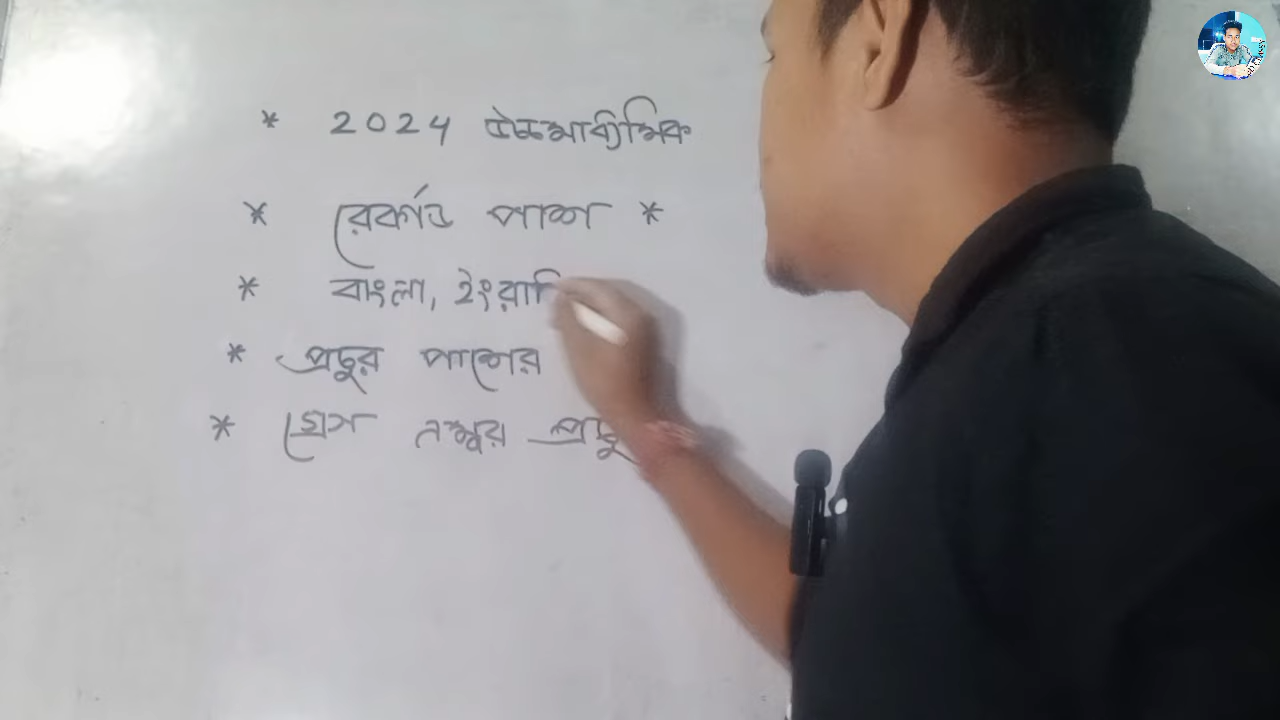 * 2024 উচ্চমাধ্যমিক
* রেকর্ড পাশ *
* বাংলা, ইংরাজি
* প্রচুর পাশের
* গ্রেস নম্বর প্রচু